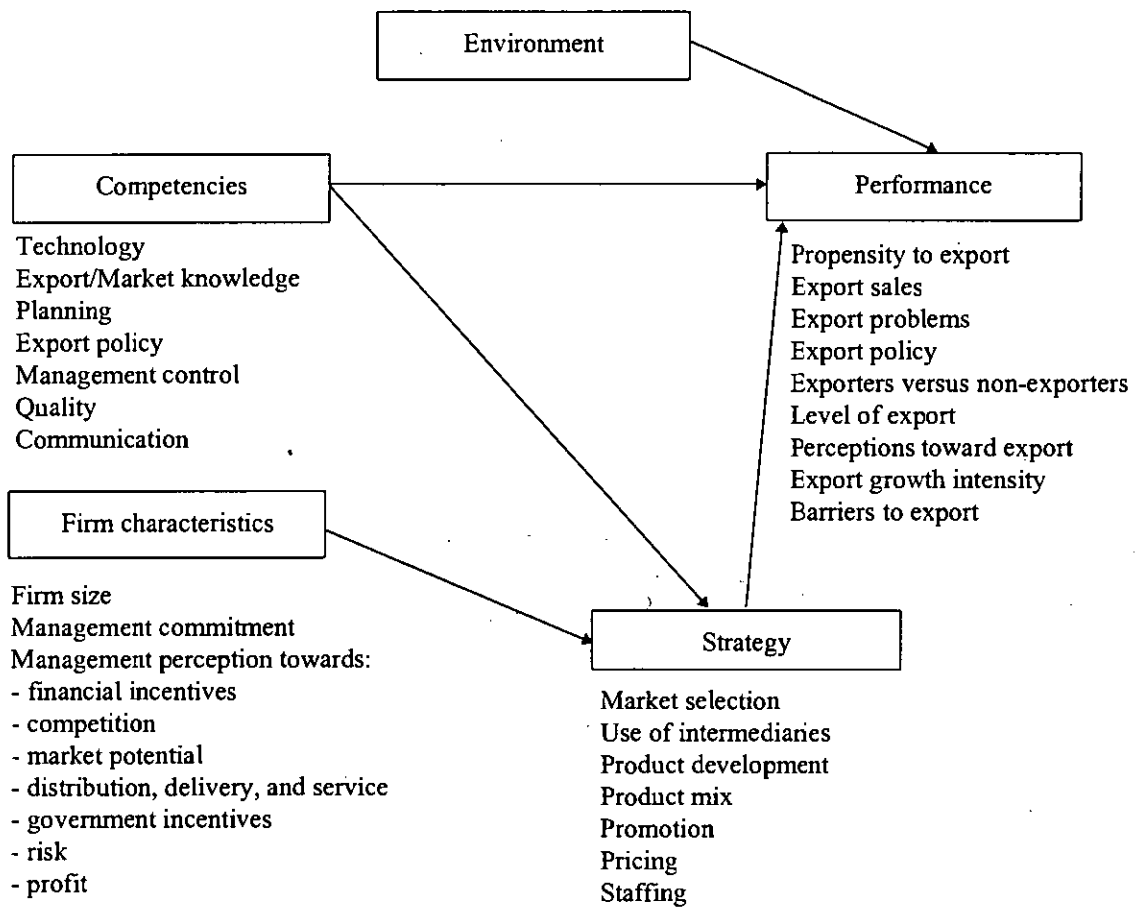 Environment
Competencies
Performance
Technology
Export/Market knowledge
Planning
Export policy
Management control
Quality
Communication
Propensity to export
Export sales
Export problems
Export policy
Exporters versus non-exporters
Level of export
Perceptions toward export
Export growth intensity
Barriers to export
Firm characteristics
Firm size
Management commitment
Management perception towards:
- financial incentives
- competition
- market potential
- distribution, delivery, and service
- government incentives
- risk
- profit
Strategy
Market selection
Use of intermediaries
Product development
Product mix
Promotion
Pricing
Staffing